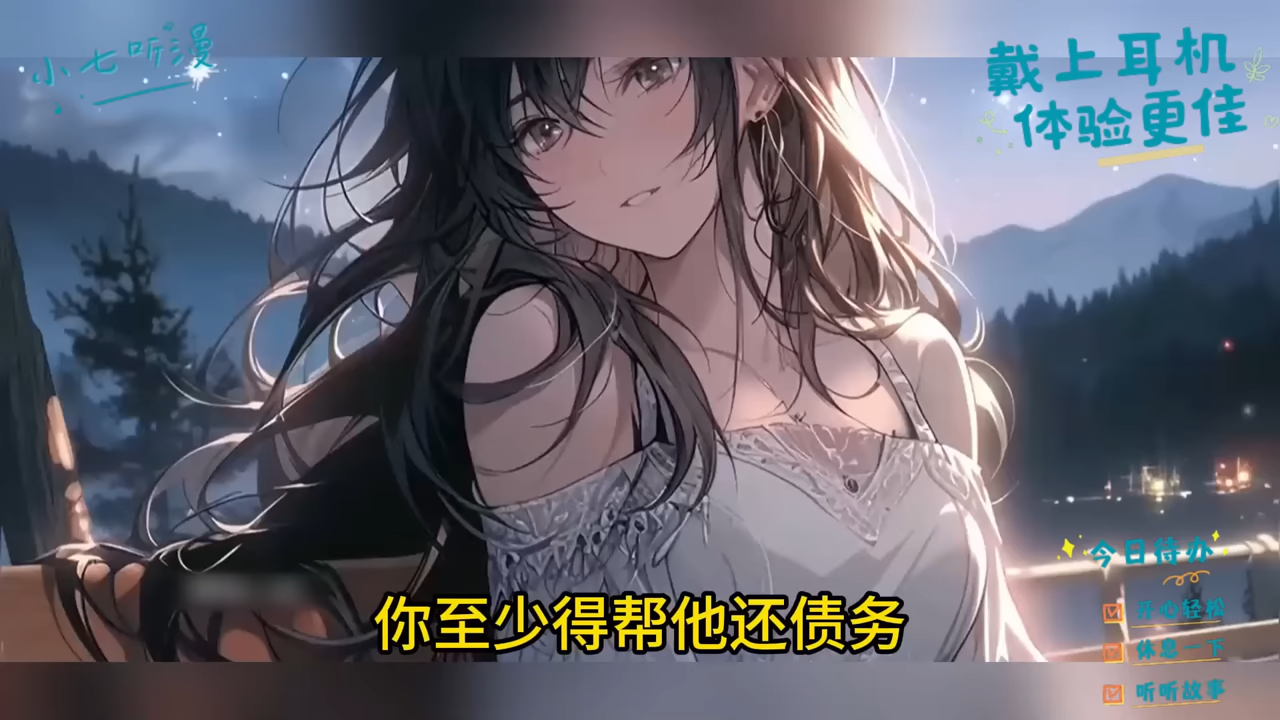 小七听漫
戴上耳机
体验更佳
今日待办
开心轻松
休息一下
听听故事
你至少得帮他还债务